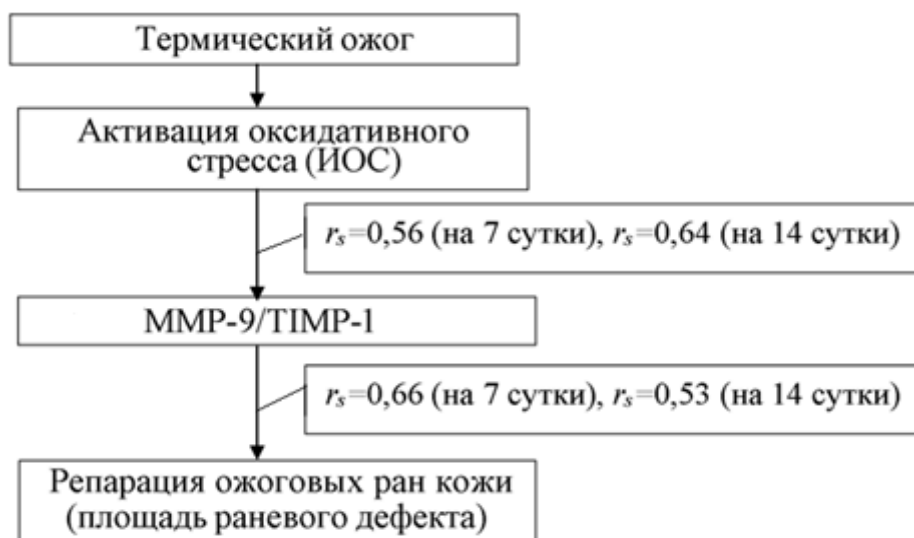 Термический ожог
Активация оксидативного
стресса (ИОС)
rs=0,56 (на 7 сутки), rs=0,64 (на 14 сутки)
MMP-9/TIMP-1
rs=0,66 (на 7 сутки), rs=0,53 (на 14 сутки)
Репарация ожоговых ран кожи
(площадь раневого дефекта)